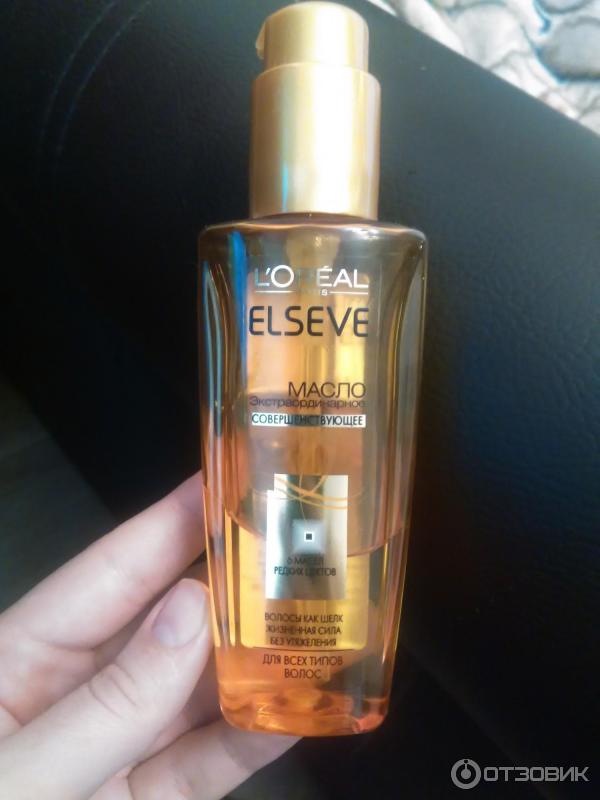 L'ORÉAL
PARIS
ELSEVE
МАСЛО
Экстраординарное
СОВЕРШЕНСТВУЮЩЕЕ
6 МАСЕЛ
РЕДКИХ ЦВЕТОВ
ВОЛОСЫ КАК ШЕЛК
ЖИЗНЕННАЯ СИЛА
БЕЗ УТЯЖЕЛЕНИЯ
ДЛЯ ВСЕХ ТИПОВ
ВОЛОС
ОТЗОВИК